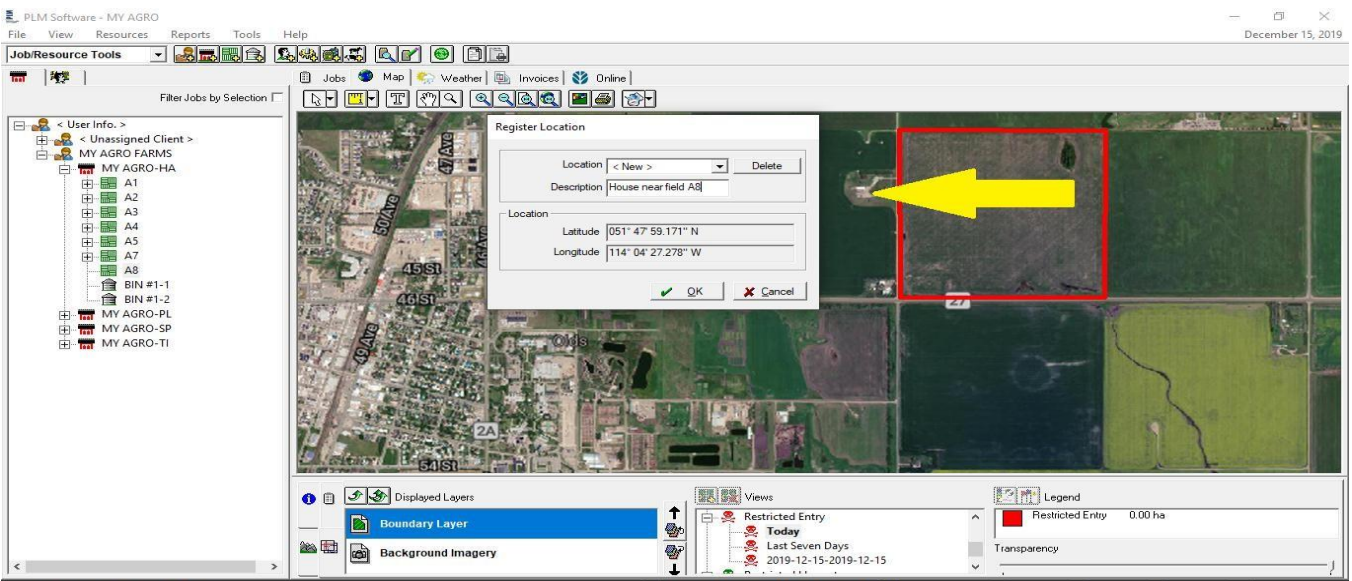 PLM Software - MY AGRO
File View Resources Reports Tools Help
December 15, 2019
Job/Resource Tools
Jobs Map Weather Invoices Online
Filter Jobs by Selection
< User Info. >
< Unassigned Client >
MY AGRO FARMS
MY AGRO-HA
A1
A2
A3
A4
A5
A7
A8
BIN #1-1
BIN #1-2
MY AGRO-PL
MY AGRO-SP
MY AGRO-TI
Register Location
Location < New > Delete
Description House near field A8
Location
Latitude 051° 47' 59.171'' N
Longitude 114° 04' 27.278'' W
OK Cancel
47 Ave
50 Ave
46 Ave
45 St
46 St
49 Ave
Olds
27
2A
54 St
Displayed Layers
Boundary Layer
Background Imagery
Views
Restricted Entry
Today
Last Seven Days
2019-12-15-2019-12-15
Legend
Restricted Entry 0.00 ha
Transparency